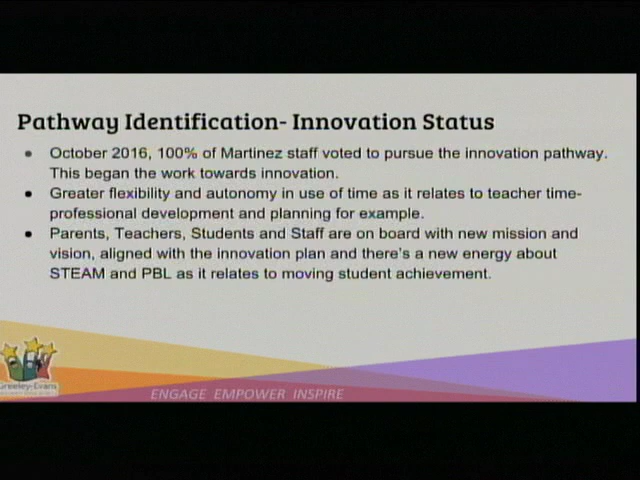 Pathway Identification- Innovation Status
● October 2016, 100% of Martinez staff voted to pursue the innovation pathway.
This began the work towards innovation.
● Greater flexibility and autonomy in use of time as it relates to teacher time-
professional development and planning for example.
● Parents, Teachers, Students and Staff are on board with new mission and
vision, aligned with the innovation plan and there's a new energy about
STEAM and PBL as it relates to moving student achievement.
Greeley-Evans
ENGAGE EMPOWER INSPIRE